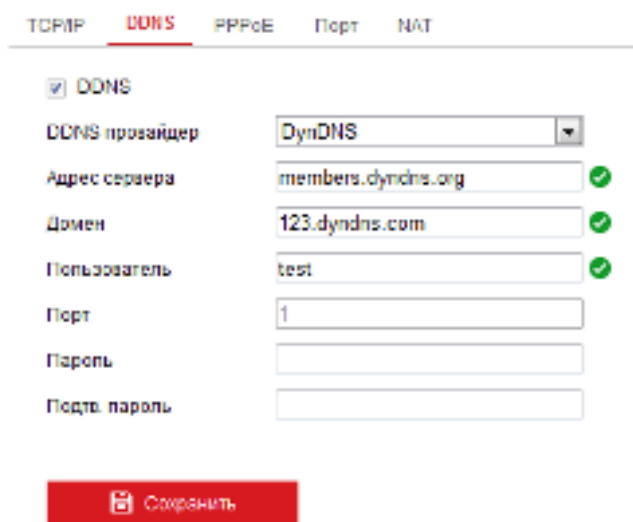 TCP/IP DDNS PPPoE Порт NAT
DDNS
DDNS провайдер DynDNS
Адрес сервера members.dyndns.org
Домен 123.dyndns.com
Пользователь test
Порт 1
Пароль
Подтв. пароль
Сохранить